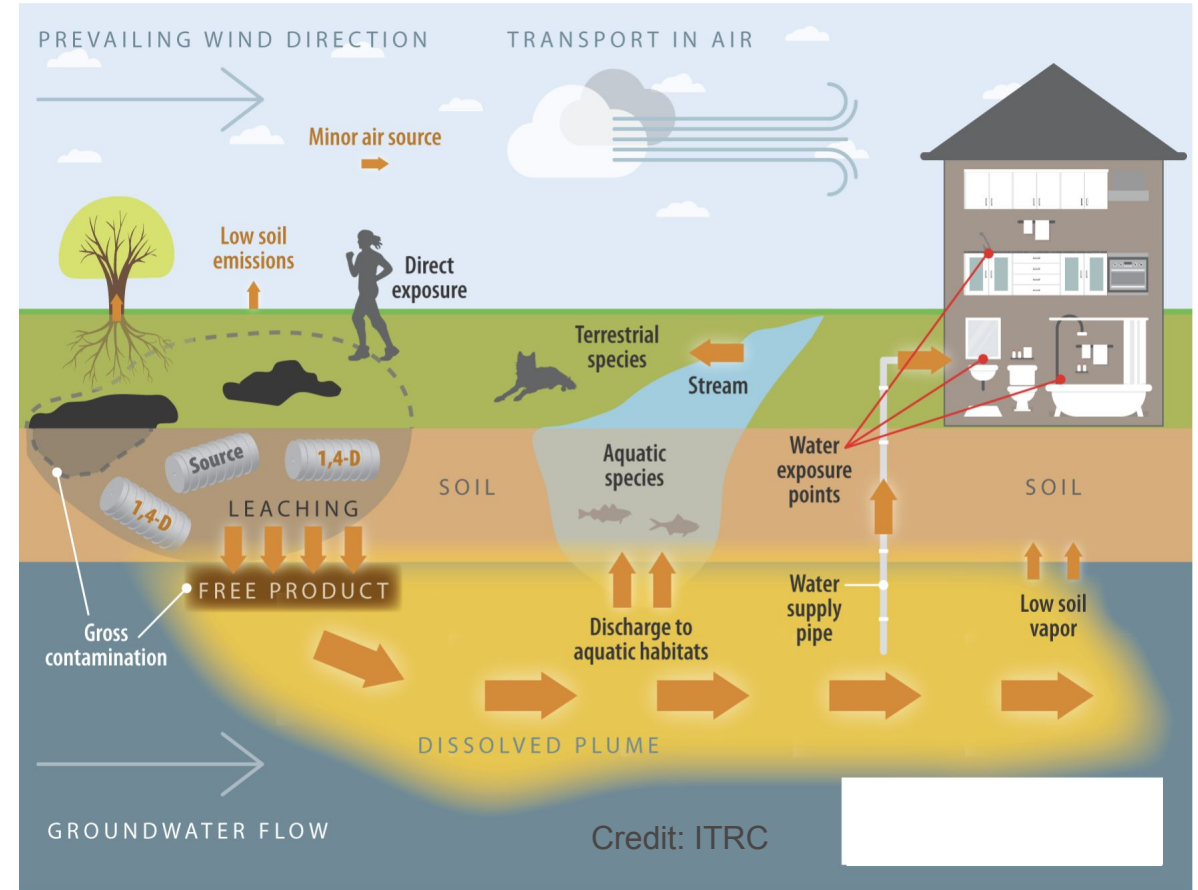 PREVAILING WIND DIRECTION
TRANSPORT IN AIR
Minor air source
Low soil
emissions
Direct
exposure
Terrestrial
species
Stream
Source
1,4-D
1,4-D
LEACHING
SOIL
Aquatic
species
Water
exposure
points
SOIL
FREE PRODUCT
Gross
contamination
Discharge to
aquatic habitats
Water
supply
pipe
Low soil
vapor
DISSOLVED PLUME
GROUNDWATER FLOW
Credit: ITRC